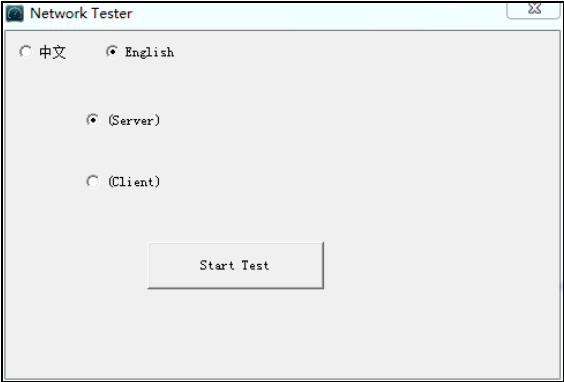 Network Tester
中文 English
(Server)
(Client)
Start Test